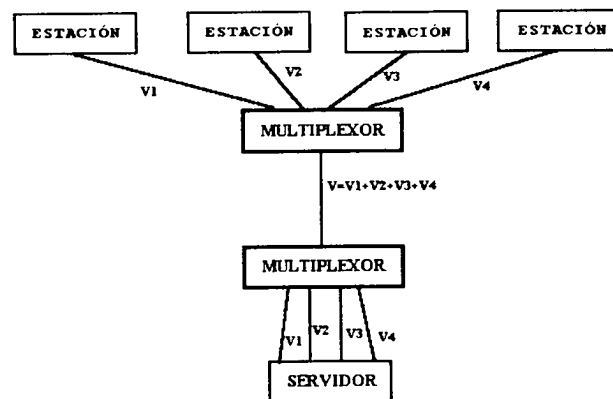 ESTACIÓN ESTACIÓN ESTACIÓN ESTACIÓN
V1 V2 V3 V4
MULTIPLEXOR
V=V1+V2+V3+V4
MULTIPLEXOR
V1 V2 V3 V4
SERVIDOR